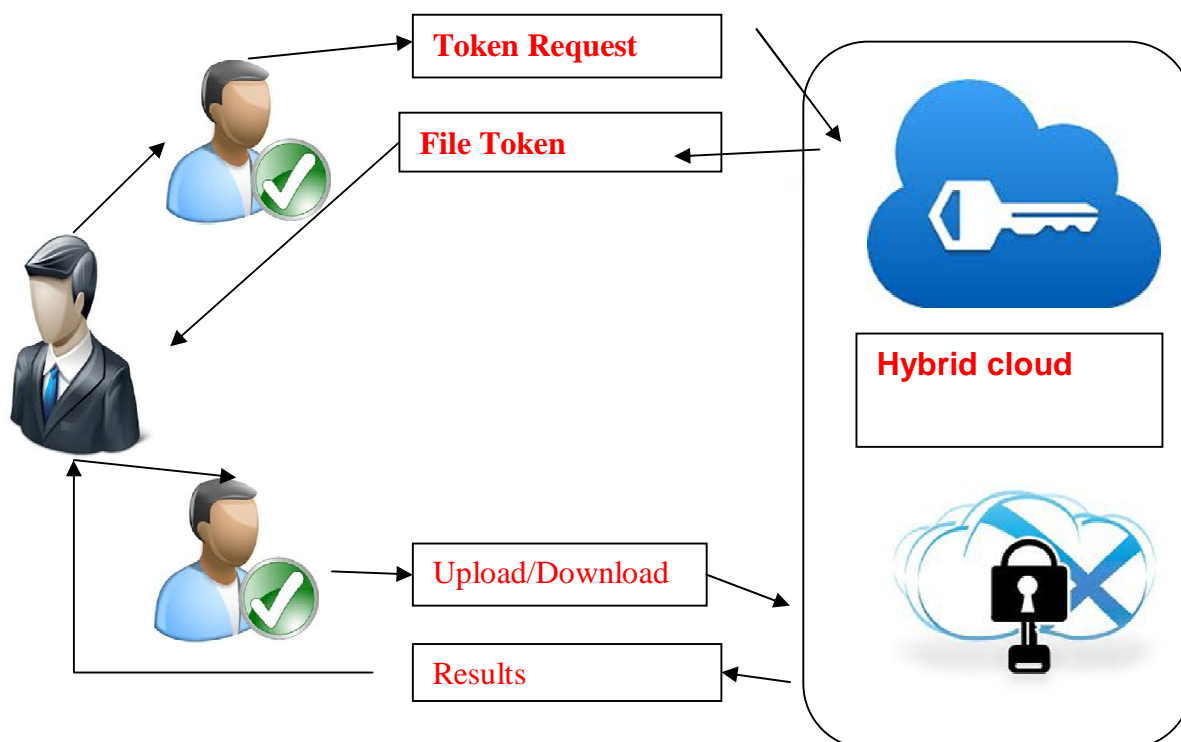 Token Request
File Token
Hybrid cloud
Upload/Download
Results